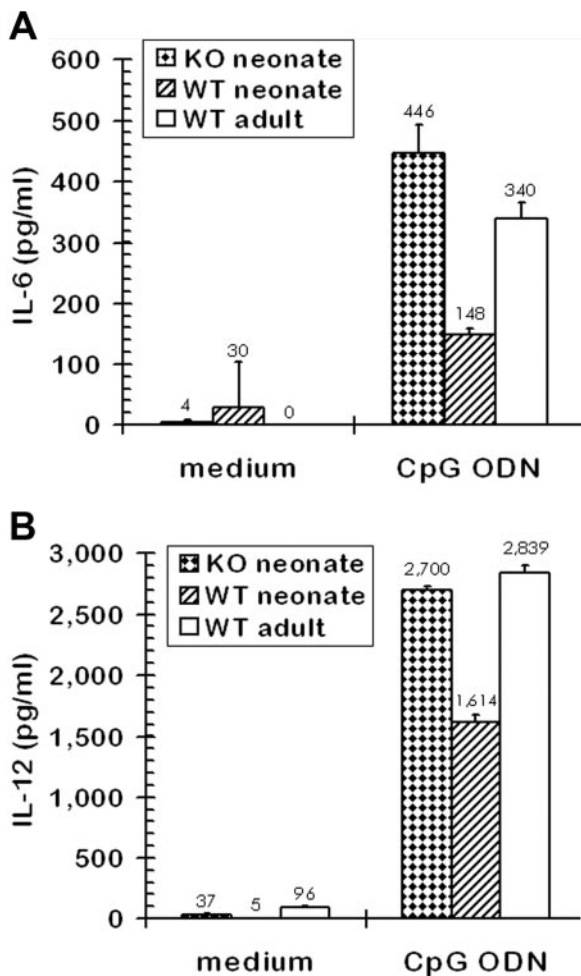 A
600
500
400
300
200
100
0
IL-6 (pg/ml)
KO neonate
WT neonate
WT adult
446
340
148
30
4
0
medium CpG ODN
B
3,000
2,500
2,000
1,500
1,000
500
0
IL-12 (pg/ml)
KO neonate
WT neonate
WT adult
2,700
2,839
1,614
37
5
96
medium CpG ODN